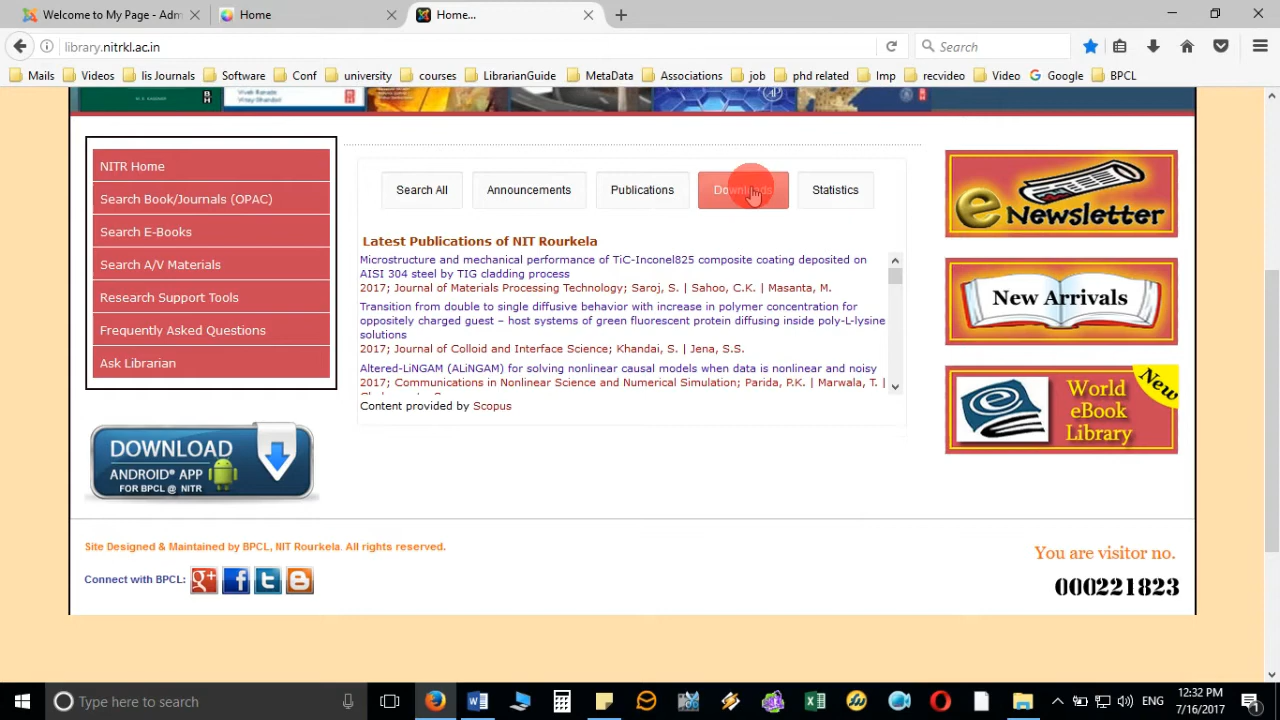 Welcome to My Page - Adm
Home
Home...
library.nitrkl.ac.in
Search
Mails
Videos
lis Journals
Software
Conf
university
courses
LibrarianGuide
MetaData
Associations
job
phd related
Imp
recvideo
Video
Google
BPCL
NITR Home
Search Book/Journals (OPAC)
Search E-Books
Search A/V Materials
Research Support Tools
Frequently Asked Questions
Ask Librarian
DOWNLOAD
ANDROID® APP
FOR BPCL @ NITR
Search All
Announcements
Publications
Downloads
Statistics
Latest Publications of NIT Rourkela
Microstructure and mechanical performance of TiC-Inconel825 composite coating deposited on
AISI 304 steel by TIG cladding process
2017; Journal of Materials Processing Technology; Saroj, S. | Sahoo, C.K. | Masanta, M.
Transition from double to single diffusive behavior with increase in polymer concentration for
oppositely charged guest – host systems of green fluorescent protein diffusing inside poly-L-lysine
solutions
2017; Journal of Colloid and Interface Science; Khandai, S. | Jena, S.S.
Altered-LiNGAM (ALiNGAM) for solving nonlinear causal models when data is nonlinear and noisy
2017; Communications in Nonlinear Science and Numerical Simulation; Parida, P.K. | Marwala, T. |
Content provided by Scopus
e Newsletter
New Arrivals
World
eBook
Library
New
Site Designed & Maintained by BPCL, NIT Rourkela. All rights reserved.
Connect with BPCL:
You are visitor no.
000221823
Type here to search
ENG
12:32 PM
7/16/2017